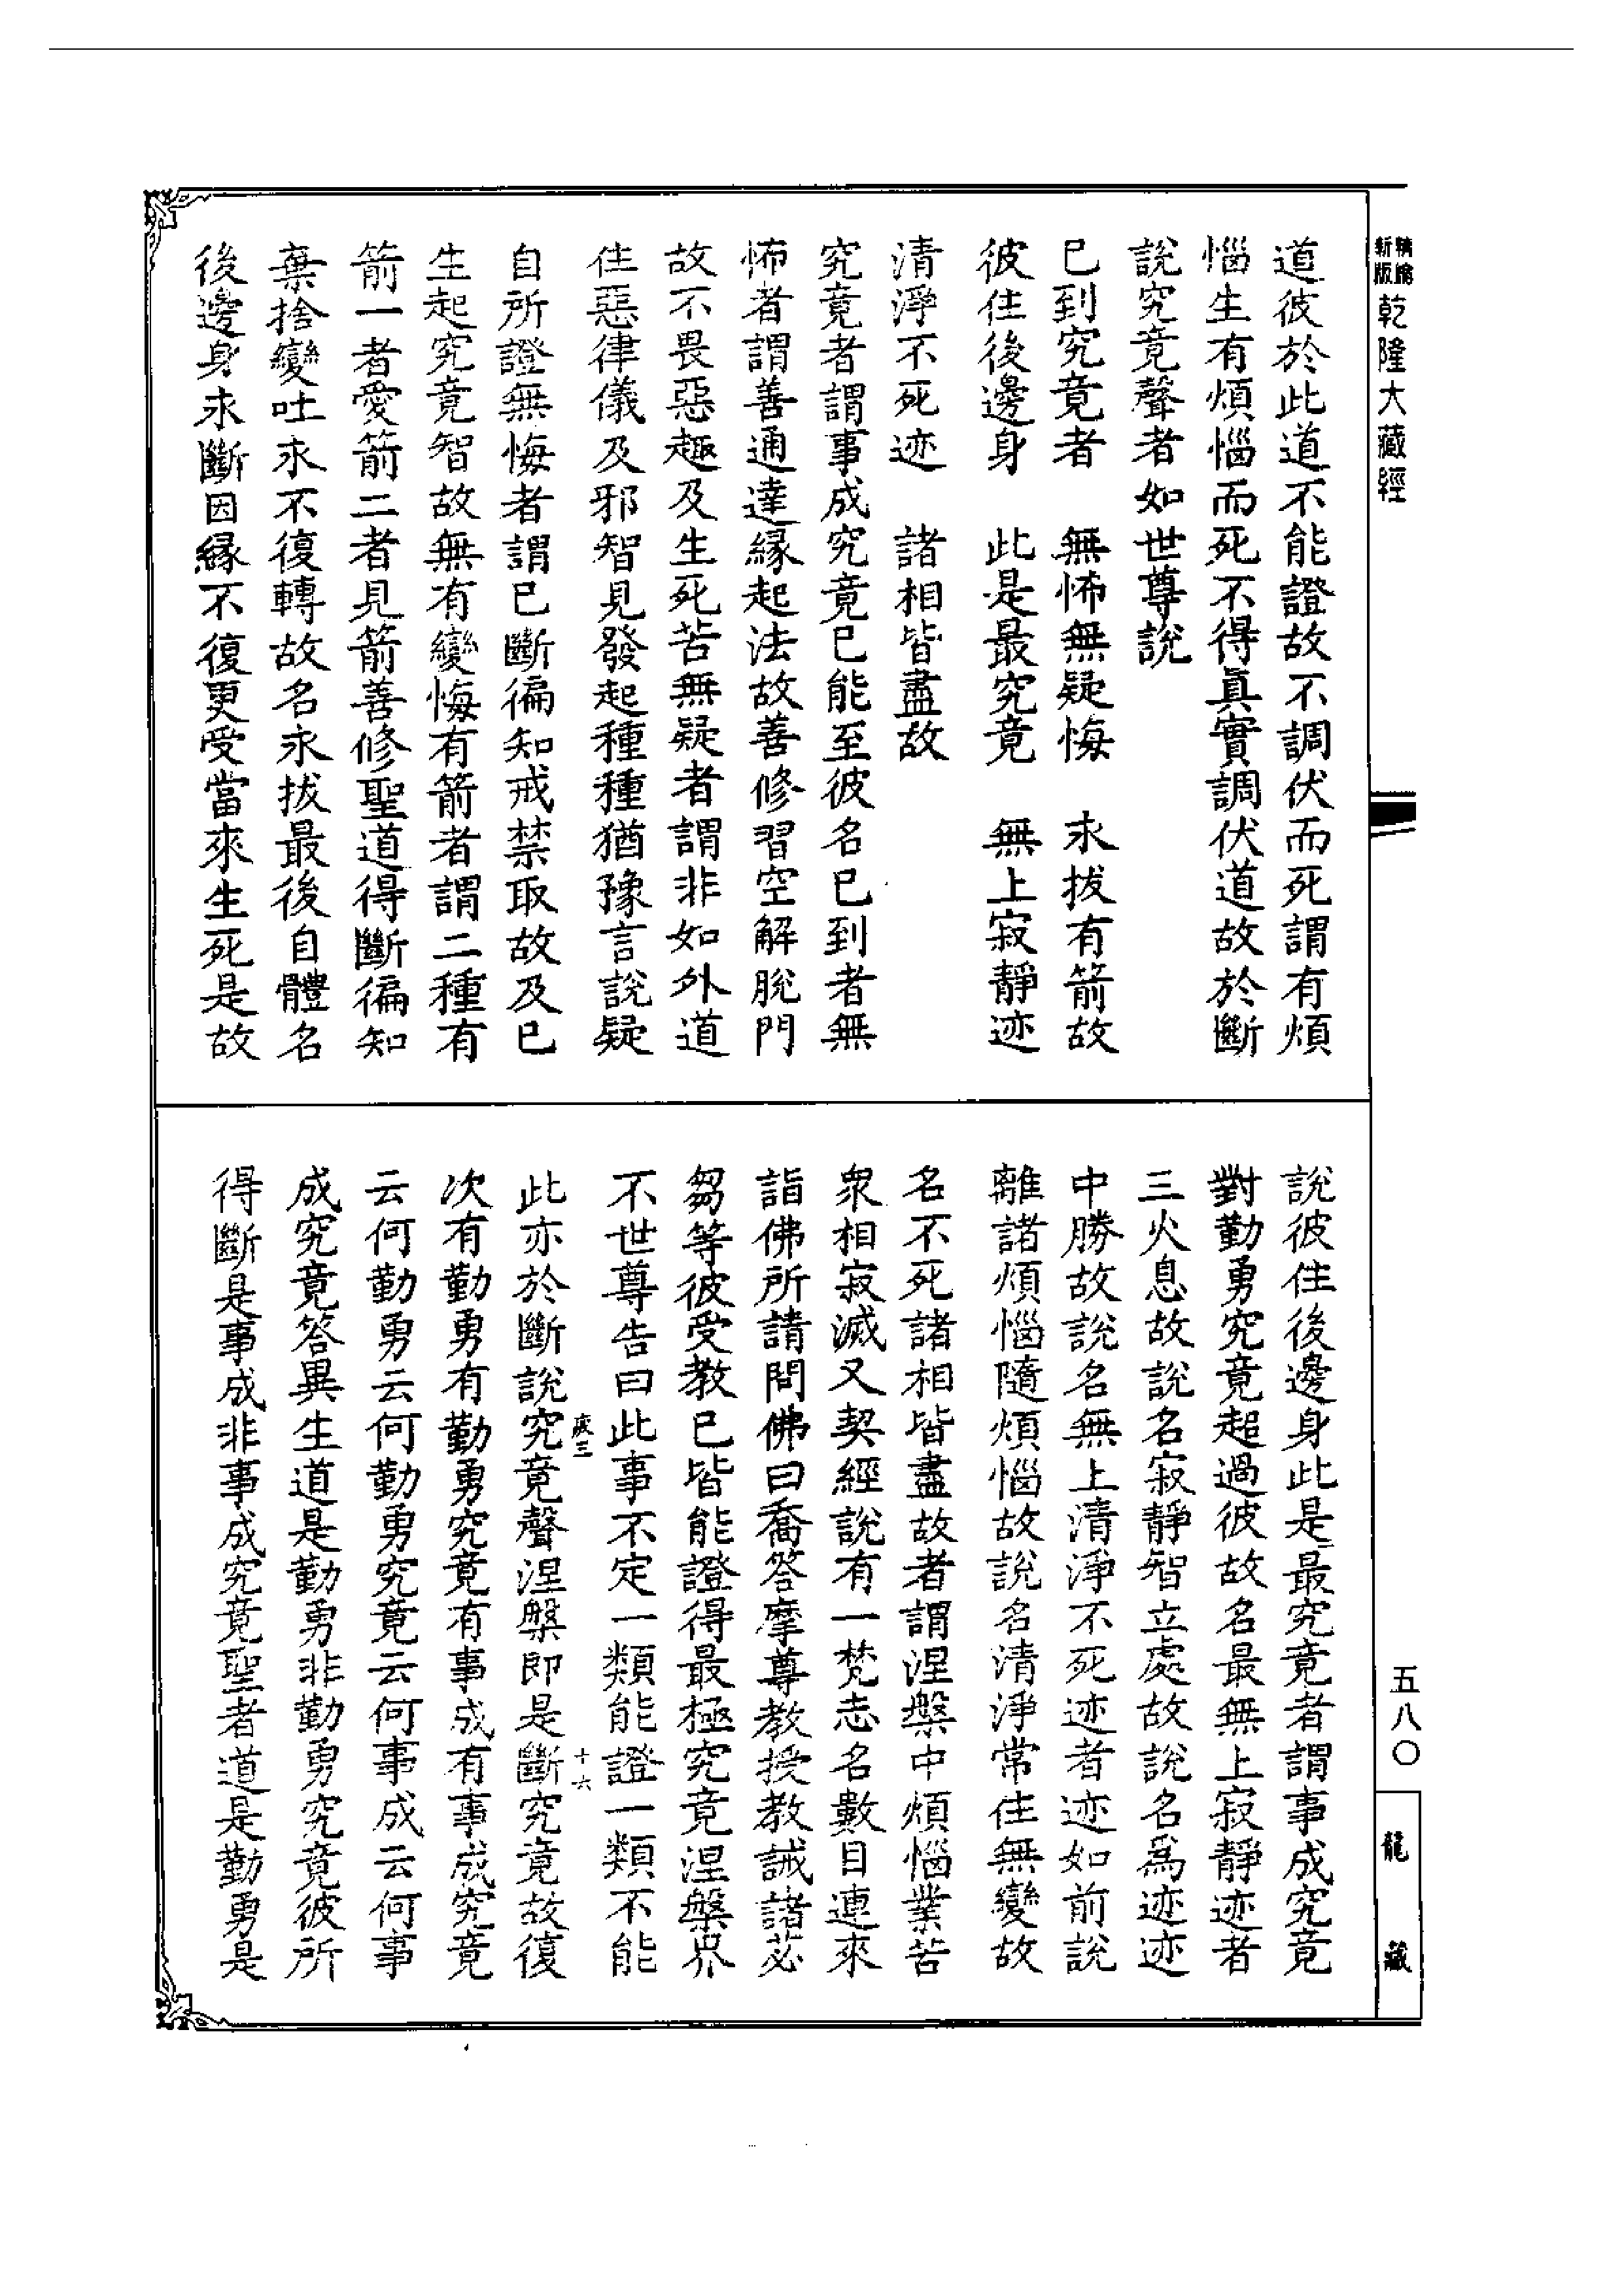 精縮
新版
乾隆大藏經
道彼於此道不能證故不調伏而死謂有煩
惱生有煩惱而死不得真實調伏道故於斷
說究竟聲者如世尊說
已到究竟者　無怖無疑悔　永拔有箭故
彼住後邊身　此是最究竟　無上寂靜迹
清淨不死迹　諸相皆盡故
究竟者謂事成究竟已能至彼名已到者無
怖者謂善通達緣起法故善修習空解脫門
故不畏惡趣及生死苦無疑者謂非如外道
住惡律儀及邪智見發起種種猶豫言說疑
自所證無悔者謂已斷徧知戒禁取故及已
生起究竟智故無有變悔有箭者謂二種有
箭一者愛箭二者見箭善修聖道得斷徧知
棄捨變吐永不復轉故名永拔最後自體名
後邊身永斷因緣不復更受當來生死是故
說彼住後邊身此是最究竟者謂事成究竟
對勤勇究竟超過彼故名最無上寂靜迹者
三火息故說名寂靜智立處故說名爲迹迹
中勝故說名無上清淨不死迹者迹如前說
離諸煩惱隨煩惱故說名清淨常住無變故
名不死諸相皆盡故者謂涅槃中煩惱業苦
衆相寂滅又契經說有一梵志名數目連來
詣佛所請問佛曰喬答摩尊教授教誡諸苾
芻等彼受教已皆能證得最極究竟涅槃界
不世尊告曰此事不定一類能證一類不能
此亦於斷說究竟聲涅槃即是斷究竟故復
次有勤勇有勤勇究竟有事成有事成究竟
云何勤勇云何勤勇究竟云何事成云何事
成究竟答異生道是勤勇非勤勇究竟彼所
得斷是事成非事成究竟聖者道是勤勇是
十六
五八〇
龍藏